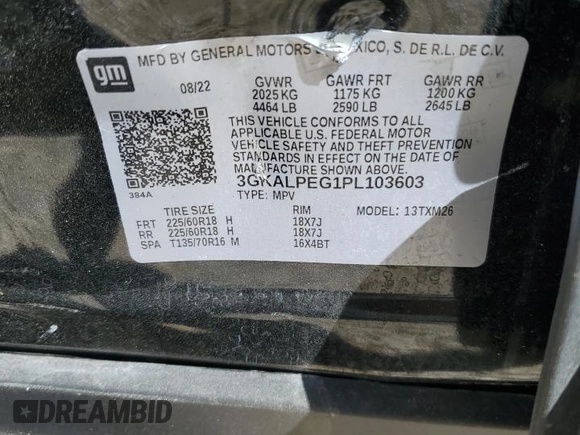 gm
MFD BY GENERAL MOTORS DE MEXICO, S. DE R.L. DE C.V.
08/22 GVWR GAWR FRT GAWR RR
2025 KG 1175 KG 1200 KG
4464 LB 2590 LB 2645 LB
THIS VEHICLE CONFORMS TO ALL
APPLICABLE U.S. FEDERAL MOTOR
VEHICLE SAFETY AND THEFT PREVENTION
STANDARDS IN EFFECT ON THE DATE OF
MANUFACTURE SHOWN ABOVE.
3GKALPEG1PL103603
384A TYPE: MPV
TIRE SIZE RIM MODEL: 13TXM26
FRT 225/60R18 H 18X7J
RR 225/60R18 H 18X7J
SPA T135/70R16 M 16X4BT
DREAMBID